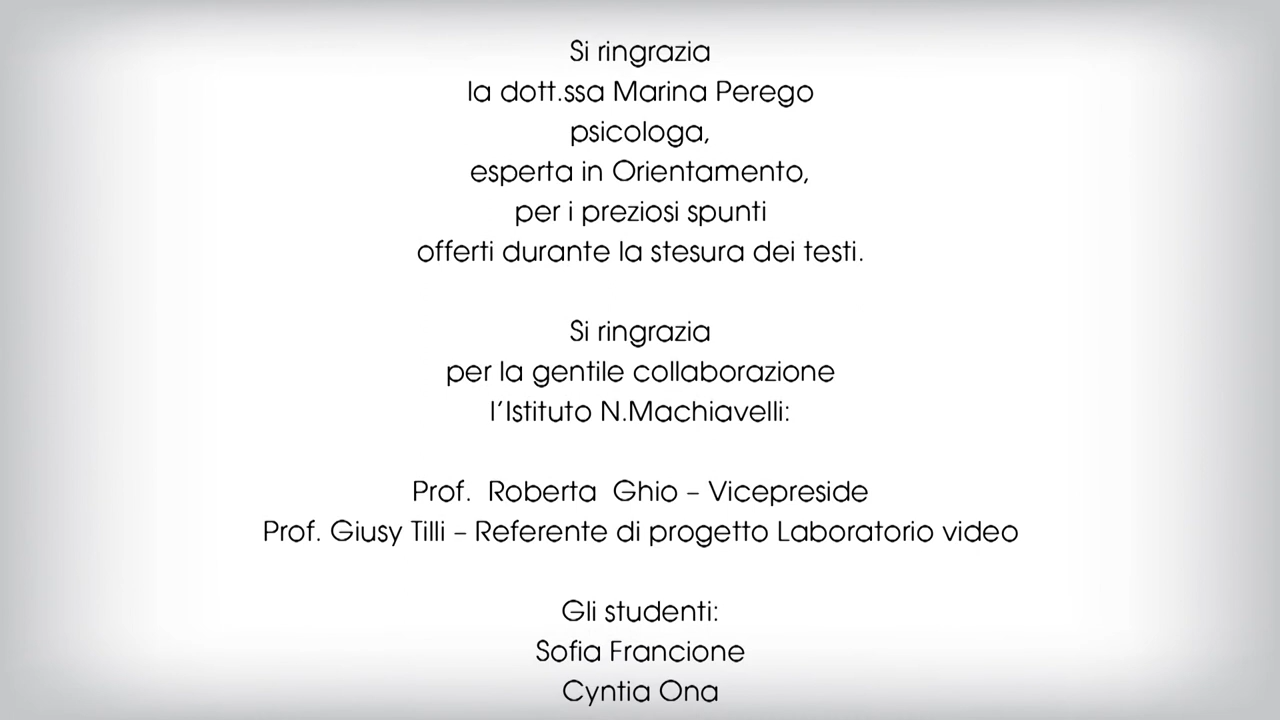 Si ringrazia
la dott.ssa Marina Perego
psicologa,
esperta in Orientamento,
per i preziosi spunti
offerti durante la stesura dei testi.
Si ringrazia
per la gentile collaborazione
l'Istituto N.Machiavelli:
Prof. Roberta Ghio – Vicepreside
Prof. Giusy Tilli – Referente di progetto Laboratorio video
Gli studenti:
Sofia Francione
Cyntia Ona